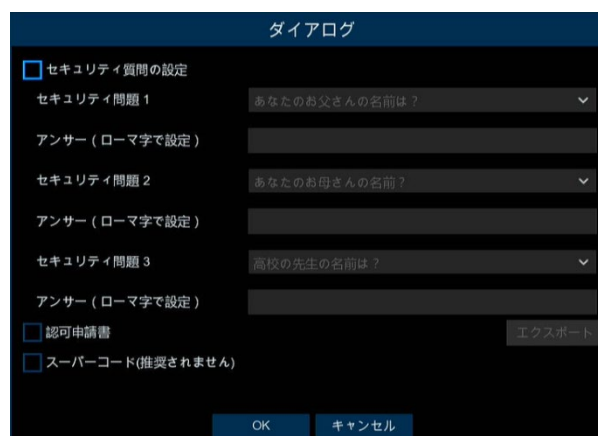 ダイアログ
セキュリティ質問の設定
セキュリティ問題 1 あなたのお父さんの名前は？
アンサー ( ローマ字で設定 )
セキュリティ問題 2 あなたのお母さんの名前？
アンサー ( ローマ字で設定 )
セキュリティ問題 3 高校の先生の名前は？
アンサー ( ローマ字で設定 )
認可申請書 エクスポート
スーパーコード(推奨されません)
OK キャンセル